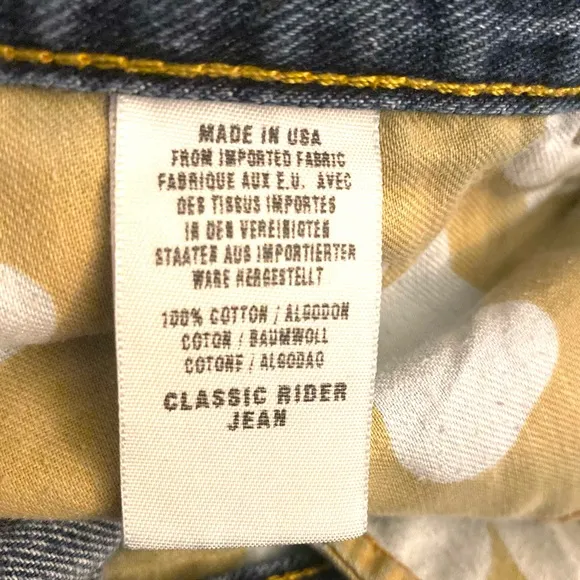 MADE IN USA
FROM IMPORTED FABRIC
FABRIQUE AUX E.U. AVEC
DES TISSUS IMPORTES
IN DEN VEREINIGTEN
STAATEN AUS IMPORTIERTER
WARE HERGESTELLT
100% COTTON / ALGODON
COTON / BAUMWOLL
COTONE / ALGODAO
CLASSIC RIDER
JEAN